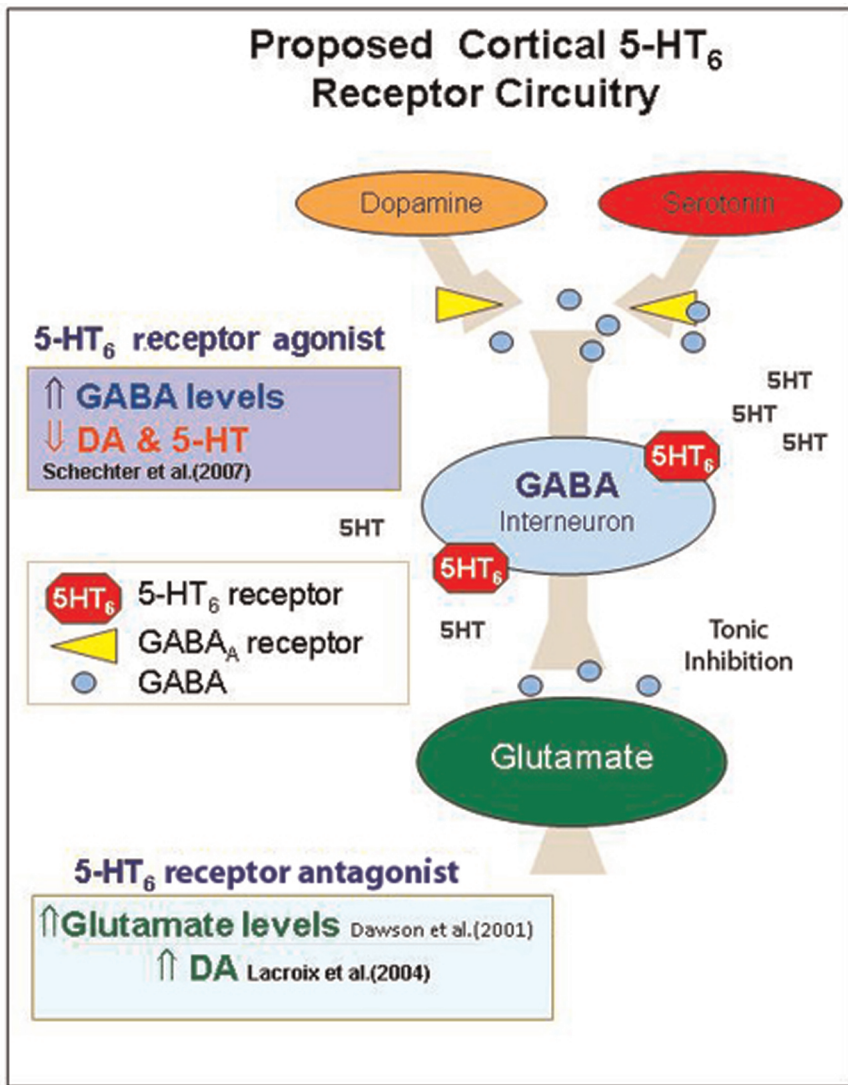 Proposed Cortical 5-HT₆
Receptor Circuitry
Dopamine
Serotonin
5-HT₆ receptor agonist
⇑ GABA levels
⇓ DA & 5-HT
Schechter et al.(2007)
5HT
5HT
5HT
5HT₆
GABA
Interneuron
5HT
5HT₆
5HT₆ 5-HT₆ receptor
GABAₐ receptor
GABA
5HT
Tonic
Inhibition
Glutamate
5-HT₆ receptor antagonist
⇑Glutamate levels Dawson et al.(2001)
⇑ DA Lacroix et al.(2004)